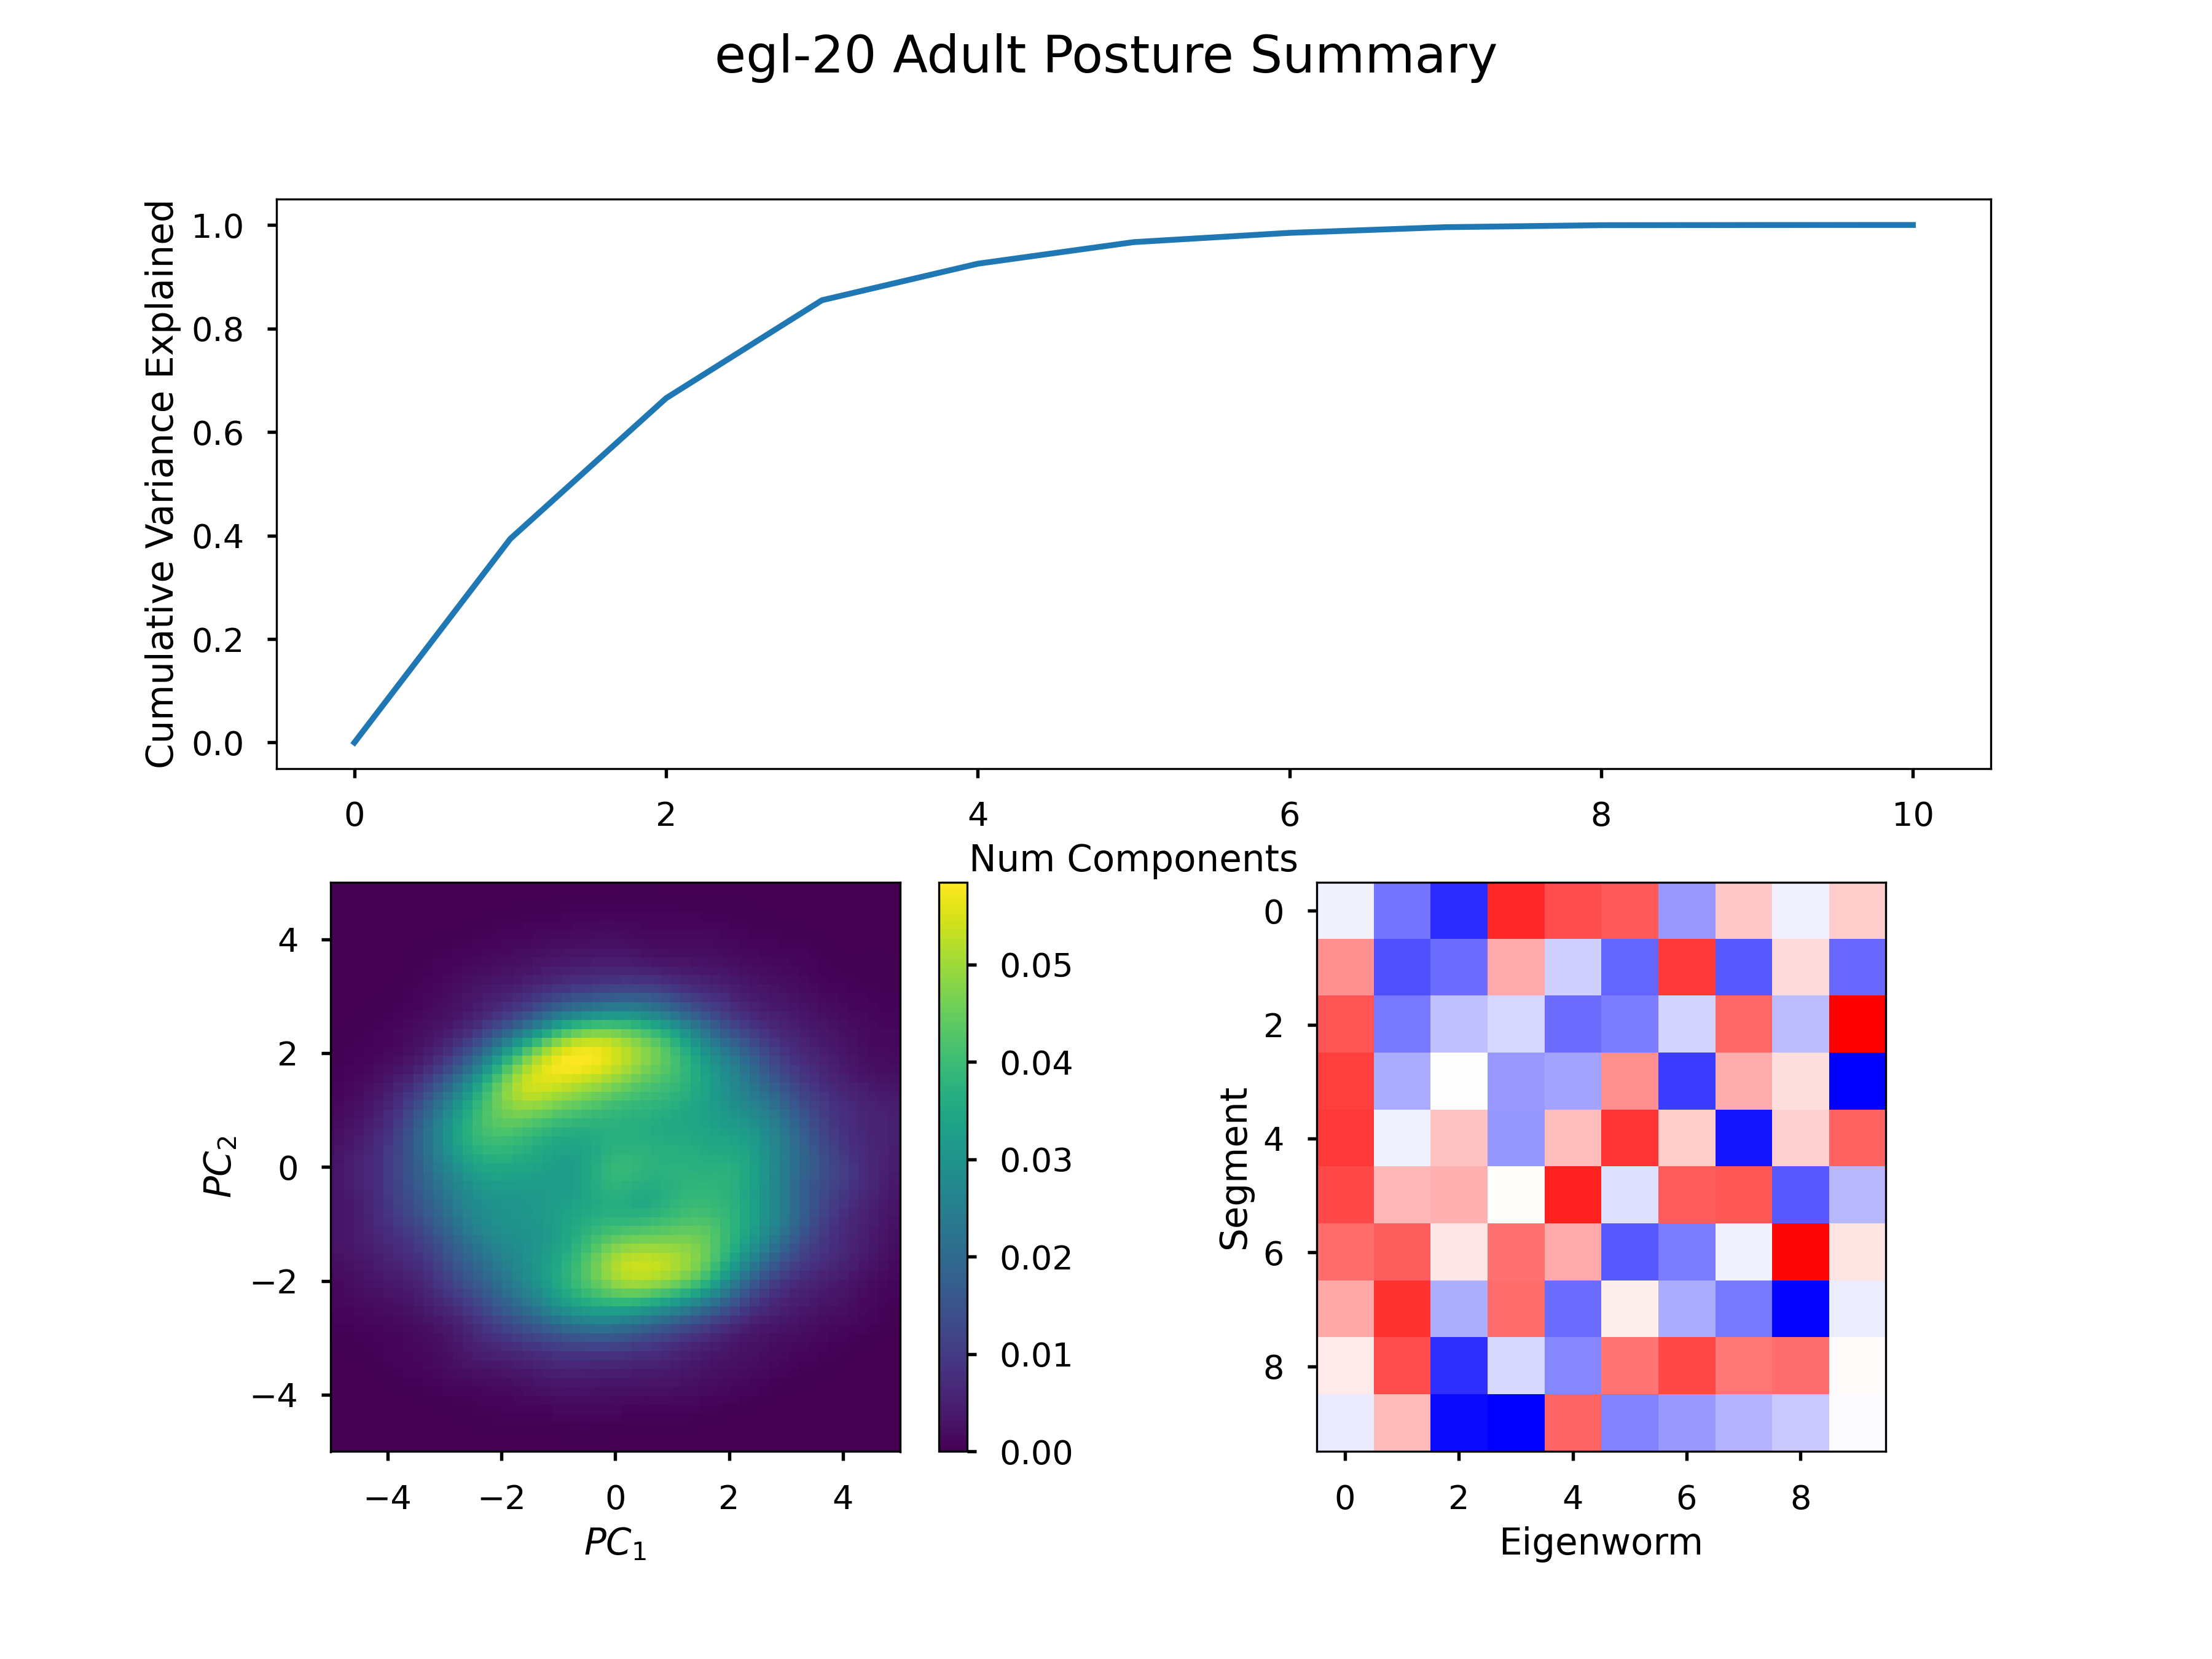 egl-20 Adult Posture Summary
Cumulative Variance Explained
1.0
0.8
0.6
0.4
0.2
0.0
0 2 4 6 8 10
Num Components
PC2
4
2
0
−2
−4
−4 −2 0 2 4
PC1
0.05
0.04
0.03
0.02
0.01
0.00
Segment
0
2
4
6
8
0 2 4 6 8
Eigenworm